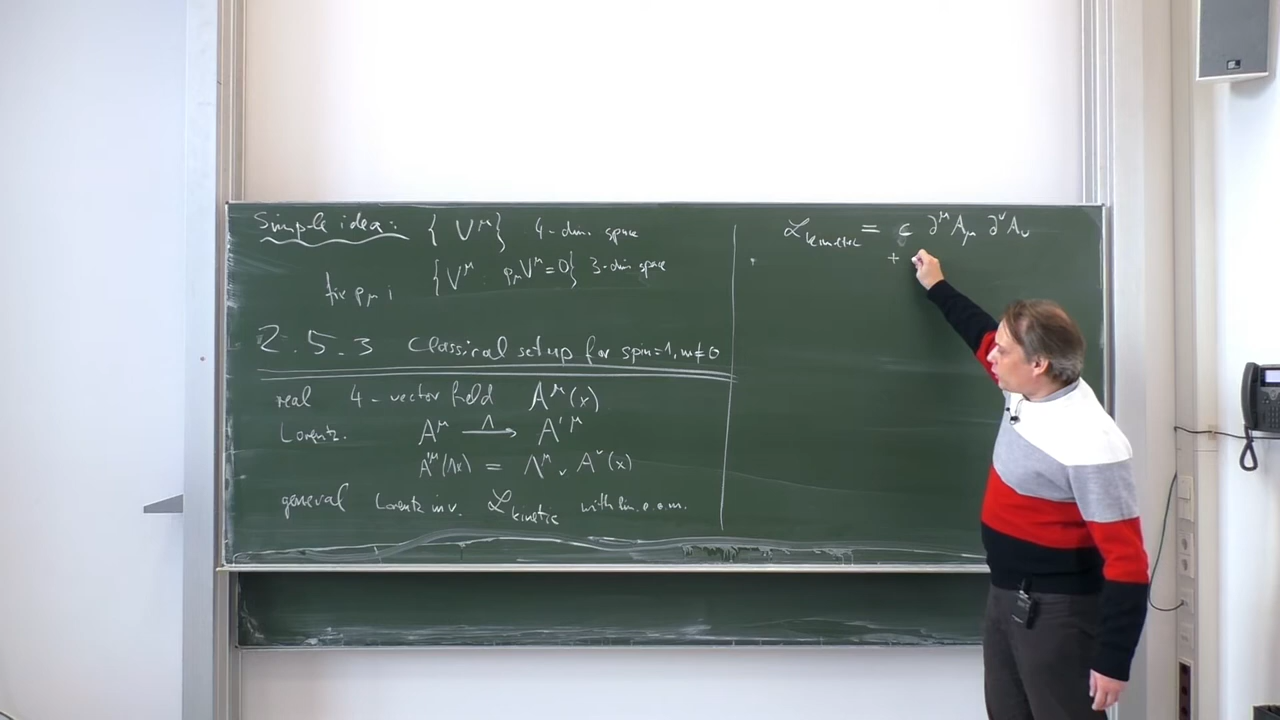 Simple idea: { V^μ } 4-dim space
fix p_μ ; { V^μ : p_μ V^μ = 0 } 3-dim space
2.5.3 Classical setup for spin=1, m≠0
real 4-vector field A^μ(x)
Lorentz: A^μ —Λ→ A'^μ
A'^μ(Λx) = Λ^μ_ν A^ν(x)
general Lorentz inv. ℒ_kinetic with lin. e.o.m.
ℒ_kinetic = c ∂^μ A_μ ∂^ν A_ν
+